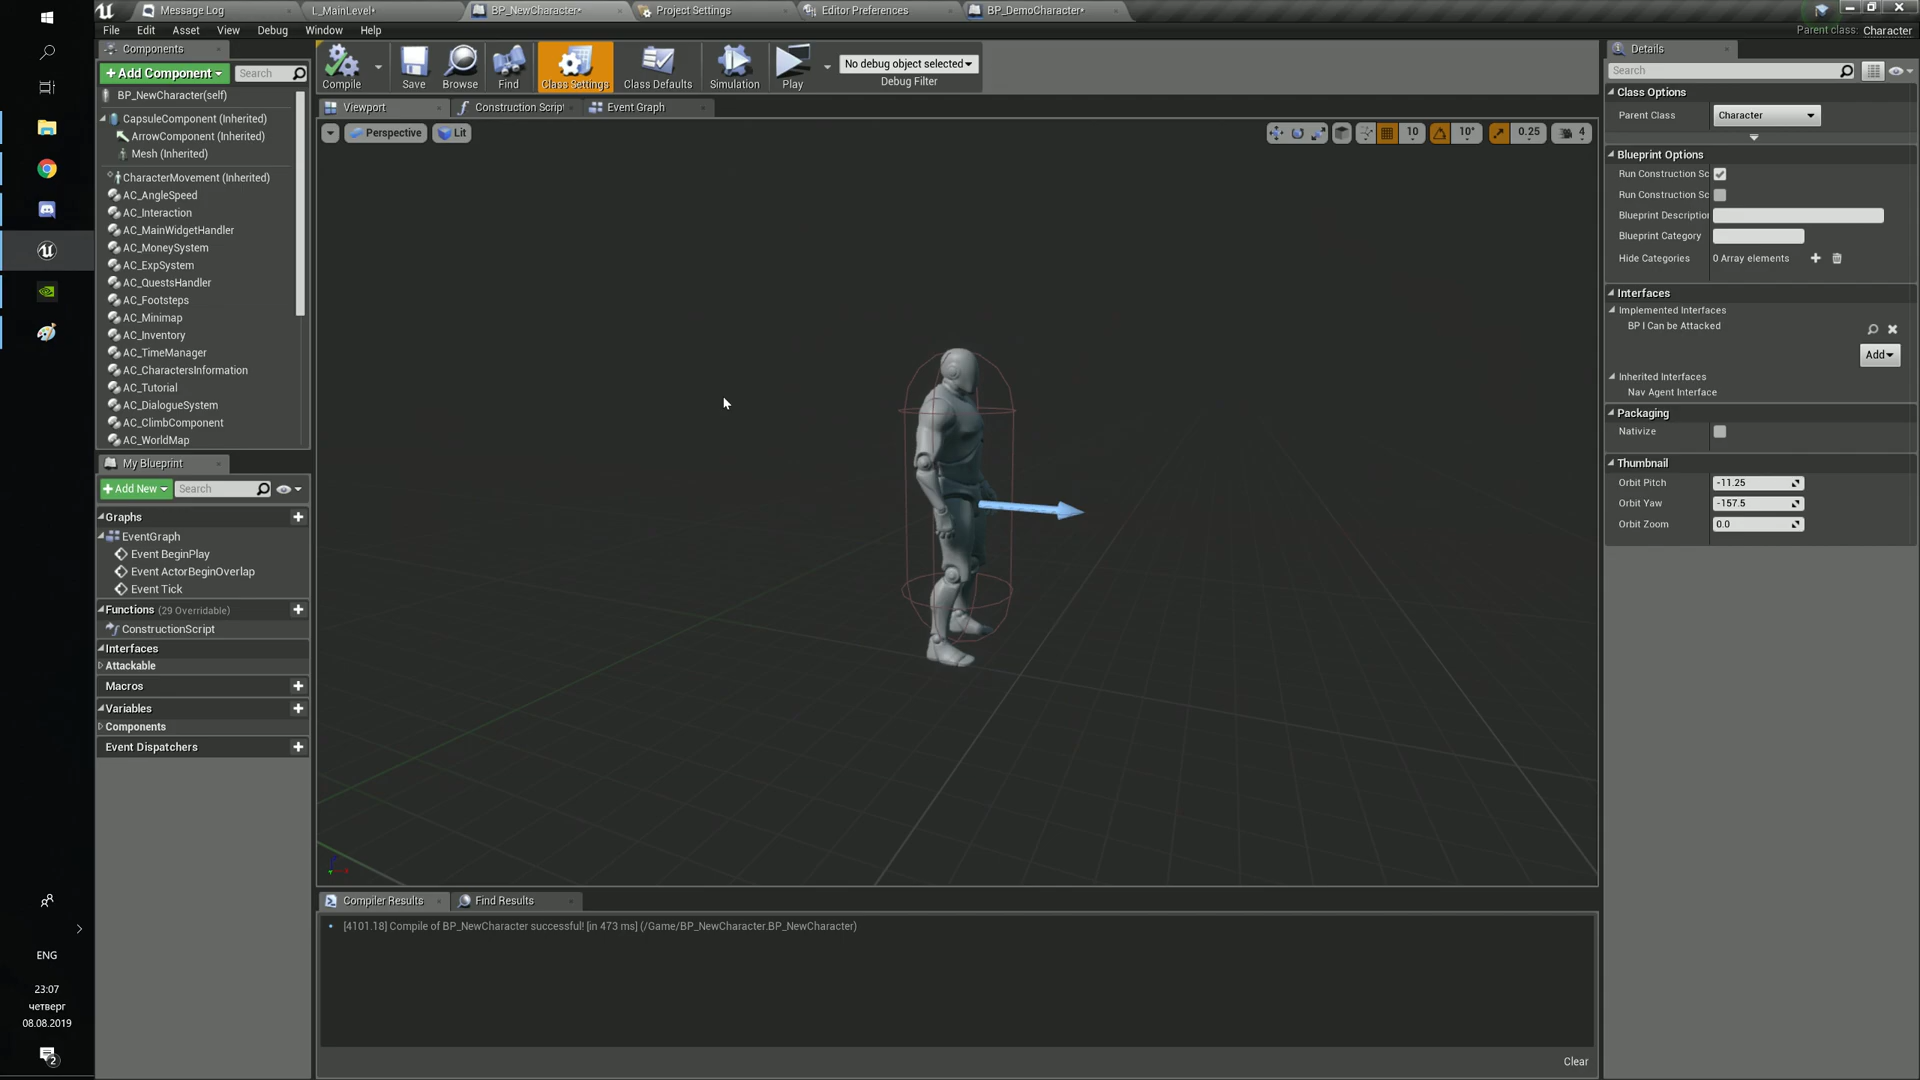 Message Log
L_MainLevel•
BP_NewCharacter•
Project Settings
Editor Preferences
BP_DemoCharacter•
File Edit Asset View Debug Window Help
Parent class: Character
Components
+Add Component
Search
BP_NewCharacter(self)
CapsuleComponent (Inherited)
ArrowComponent (Inherited)
Mesh (Inherited)
CharacterMovement (Inherited)
AC_AngleSpeed
AC_Interaction
AC_MainWidgetHandler
AC_MoneySystem
AC_ExpSystem
AC_QuestsHandler
AC_Footsteps
AC_Minimap
AC_Inventory
AC_TimeManager
AC_CharactersInformation
AC_Tutorial
AC_DialogueSystem
AC_ClimbComponent
AC_WorldMap
My Blueprint
+Add New
Search
Graphs
EventGraph
Event BeginPlay
Event ActorBeginOverlap
Event Tick
Functions (29 Overridable)
ConstructionScript
Interfaces
Attackable
Macros
Variables
Components
Event Dispatchers
Compile
Save
Browse
Find
Class Settings
Class Defaults
Simulation
Play
No debug object selected
Debug Filter
Viewport
Construction Scrip
Event Graph
Perspective
Lit
10
10°
0.25
4
Compiler Results
Find Results
[4101.18] Compile of BP_NewCharacter successful! [in 473 ms] (/Game/BP_NewCharacter.BP_NewCharacter)
Clear
Details
Search
Class Options
Parent Class Character
Blueprint Options
Run Construction Sc
Run Construction Sc
Blueprint Description
Blueprint Category
Hide Categories 0 Array elements
Interfaces
Implemented Interfaces
BP I Can be Attacked
Add
Inherited Interfaces
Nav Agent Interface
Packaging
Nativize
Thumbnail
Orbit Pitch -11.25
Orbit Yaw -157.5
Orbit Zoom 0.0
ENG
23:07
четверг
08.08.2019
2